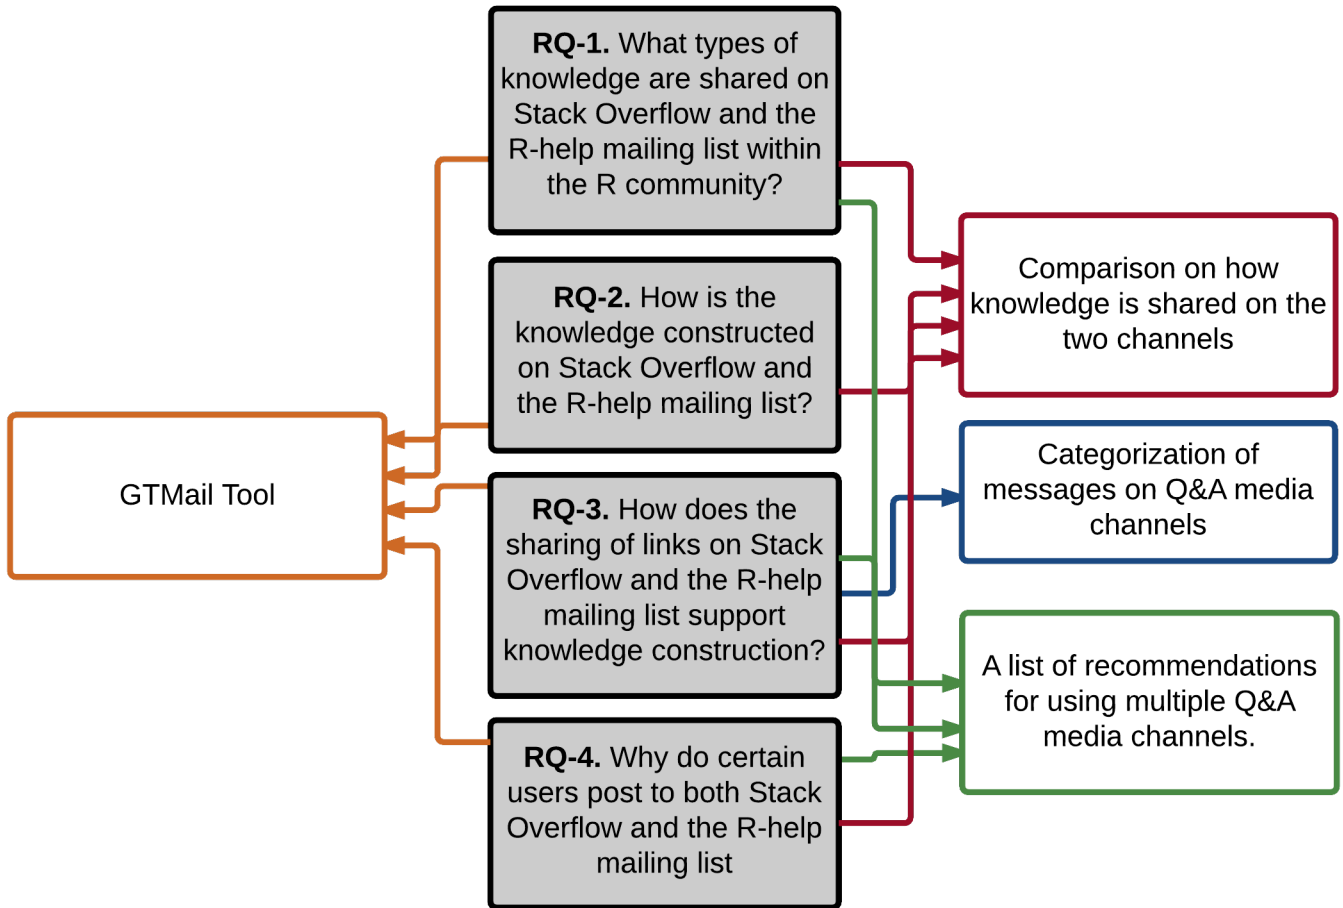 RQ-1. What types of
knowledge are shared on
Stack Overflow and the
R-help mailing list within
the R community?
RQ-2. How is the
knowledge constructed
on Stack Overflow and
the R-help mailing list?
RQ-3. How does the
sharing of links on Stack
Overflow and the R-help
mailing list support
knowledge construction?
RQ-4. Why do certain
users post to both Stack
Overflow and the R-help
mailing list
GTMail Tool
Comparison on how
knowledge is shared on the
two channels
Categorization of
messages on Q&A media
channels
A list of recommendations
for using multiple Q&A
media channels.